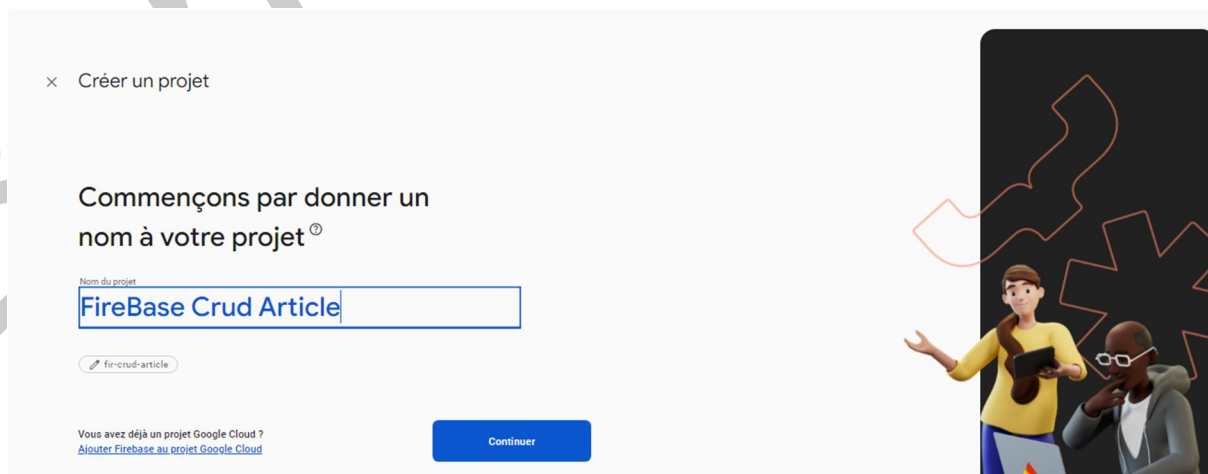 Créer un projet
Commençons par donner un
nom à votre projet
Nom du projet
FireBase Crud Article
fir-crud-article
Vous avez déjà un projet Google Cloud ?
Ajouter Firebase au projet Google Cloud
Continuer